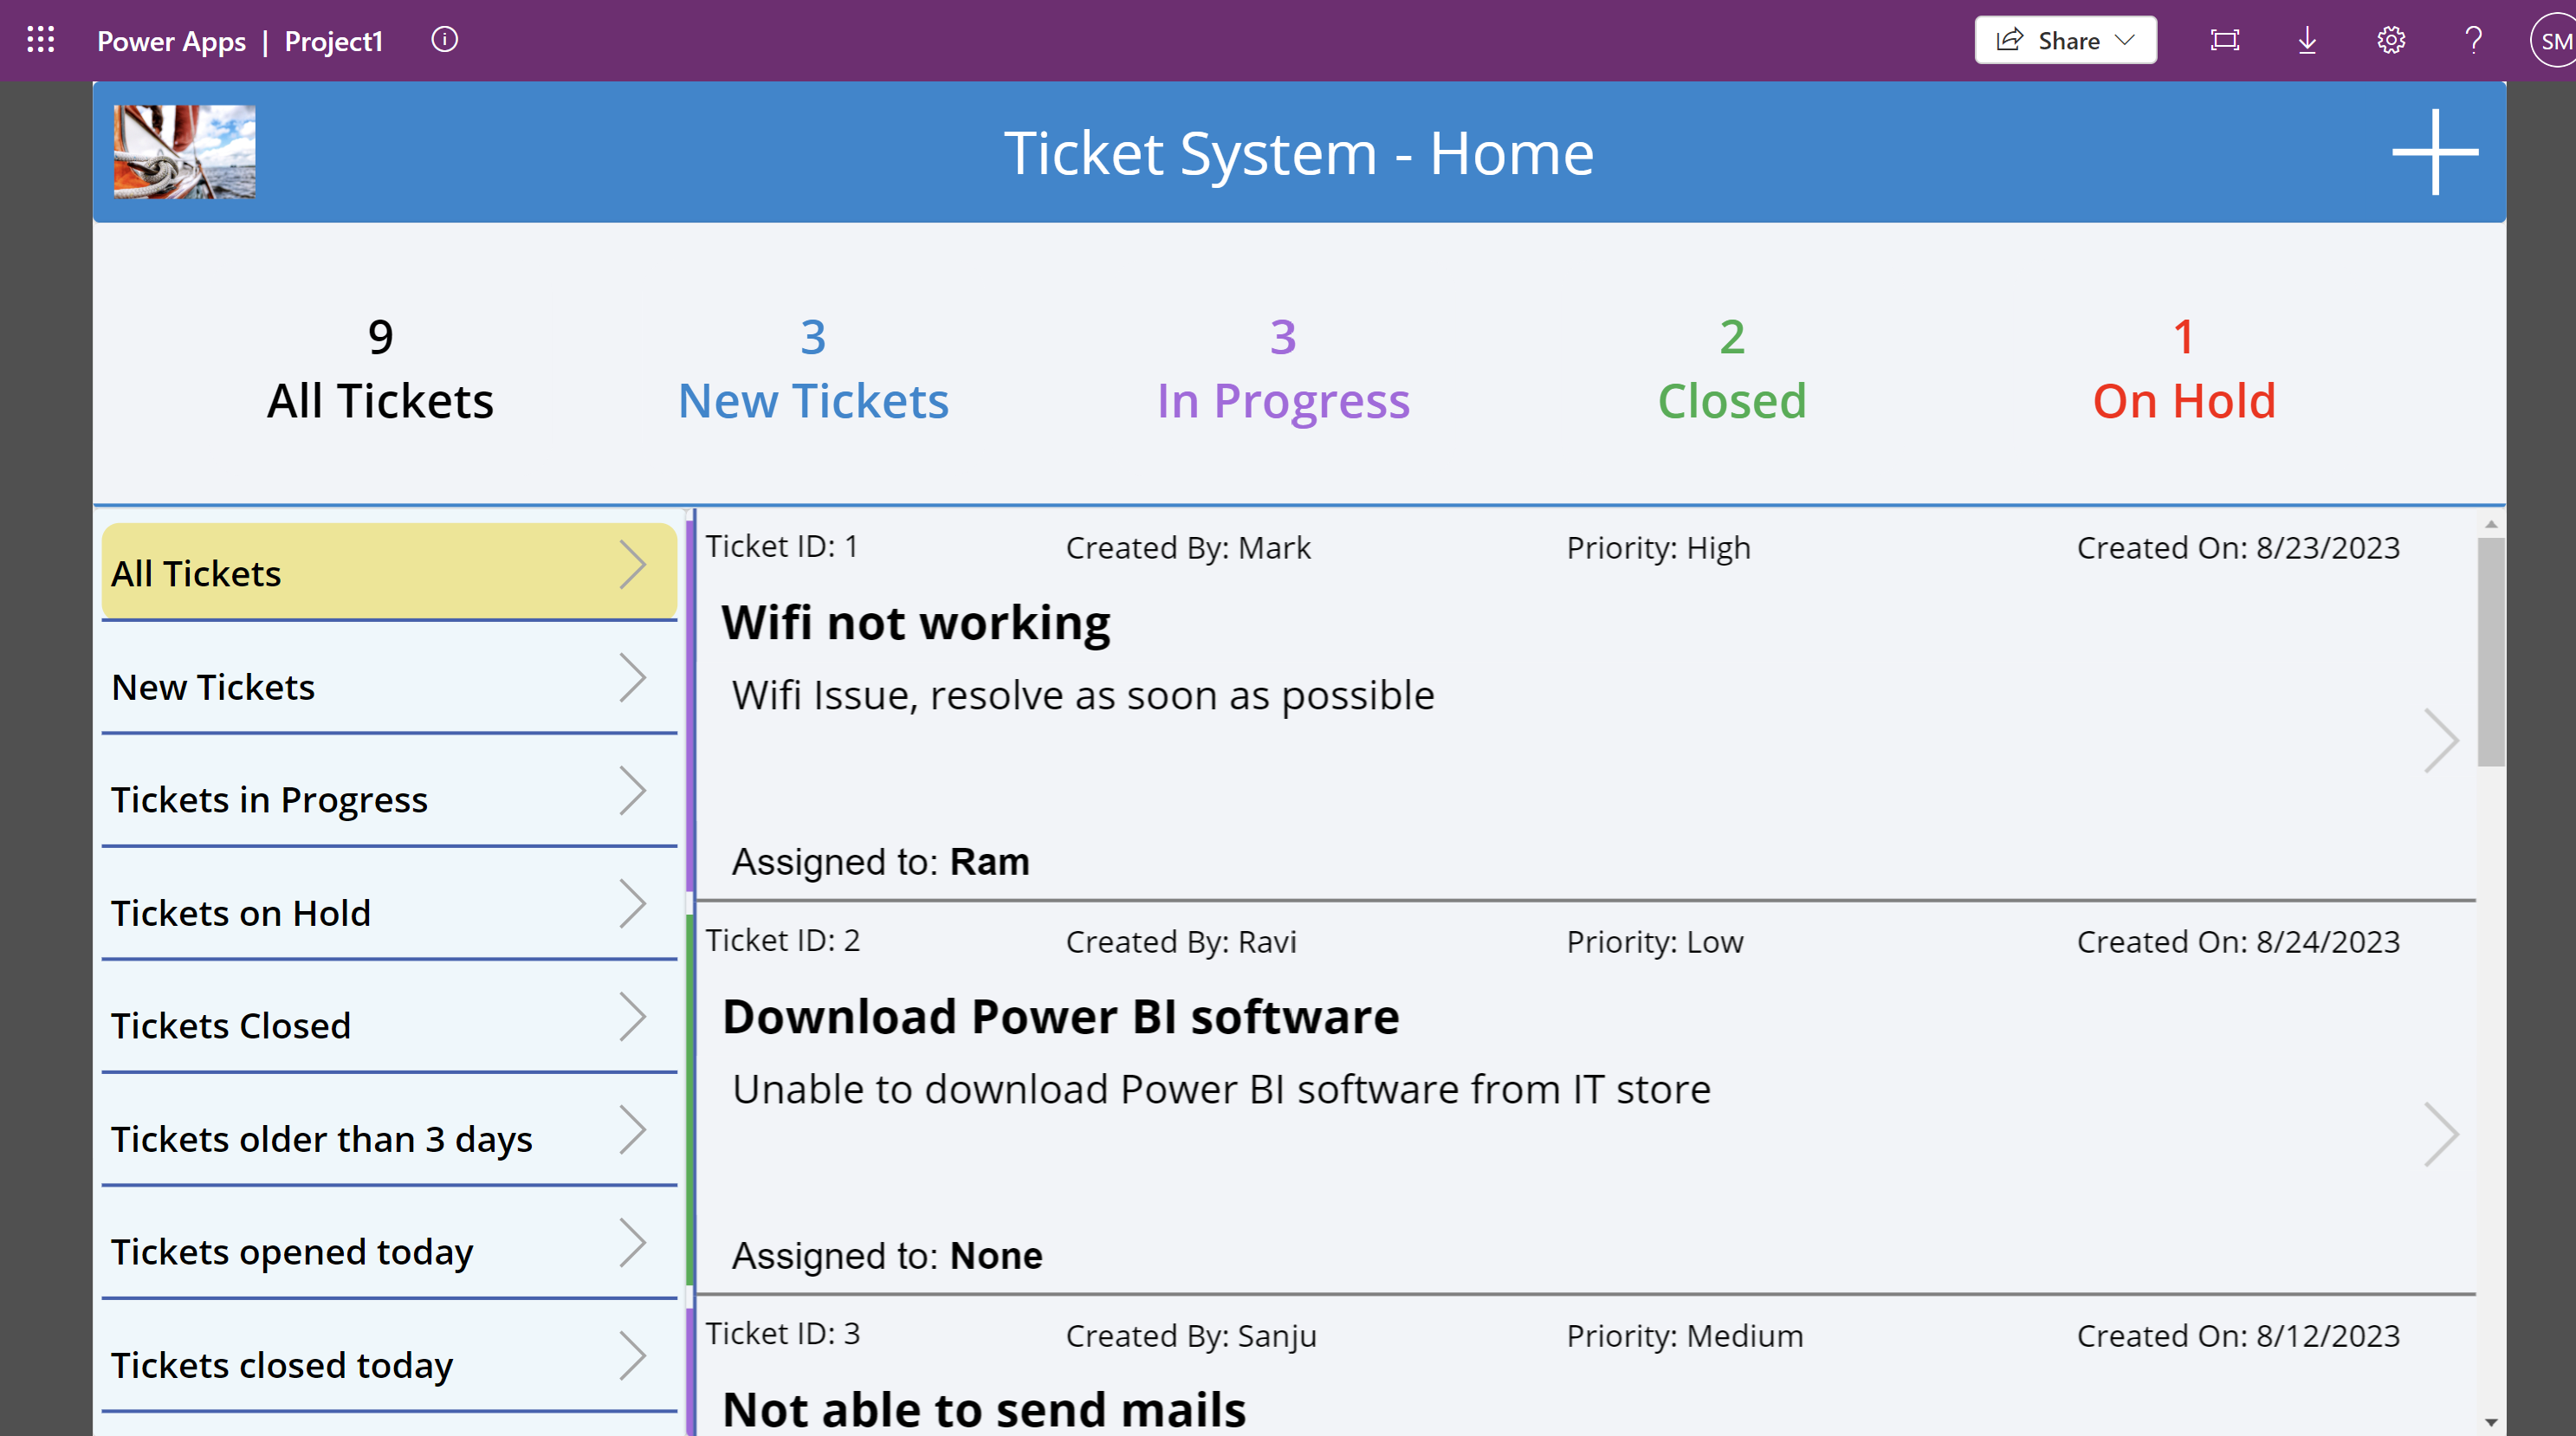 Power Apps | Project1
Share
SM
Ticket System - Home
9
All Tickets
3
New Tickets
3
In Progress
2
Closed
1
On Hold
All Tickets
New Tickets
Tickets in Progress
Tickets on Hold
Tickets Closed
Tickets older than 3 days
Tickets opened today
Tickets closed today
Ticket ID: 1 Created By: Mark Priority: High Created On: 8/23/2023
Wifi not working
Wifi Issue, resolve as soon as possible
Assigned to: Ram
Ticket ID: 2 Created By: Ravi Priority: Low Created On: 8/24/2023
Download Power BI software
Unable to download Power BI software from IT store
Assigned to: None
Ticket ID: 3 Created By: Sanju Priority: Medium Created On: 8/12/2023
Not able to send mails